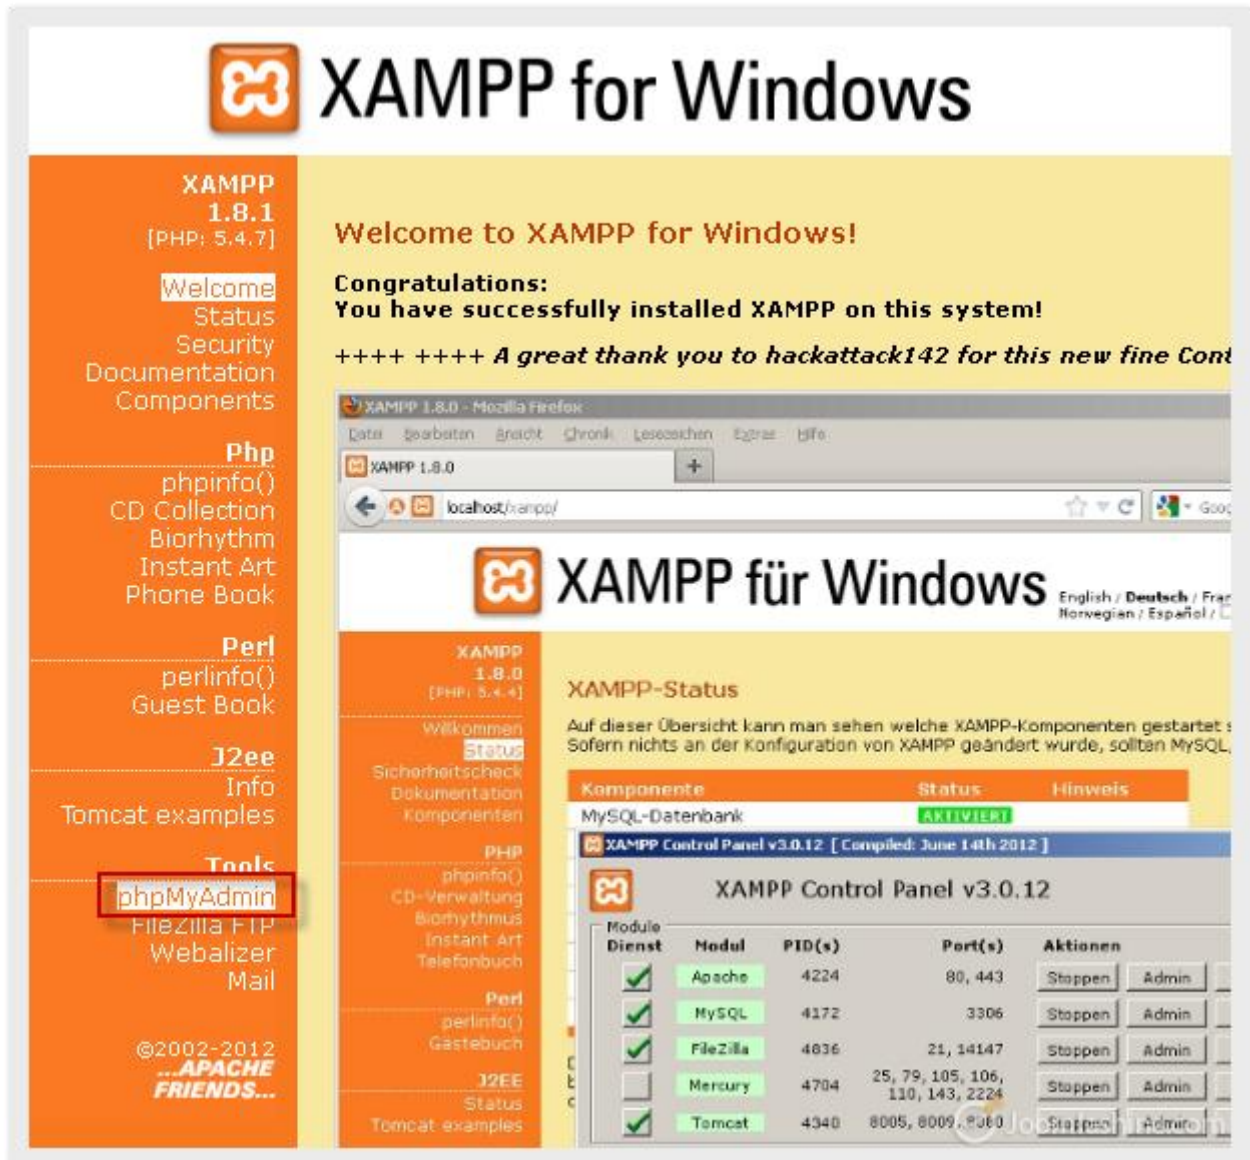 XAMPP for Windows
XAMPP
1.8.1
[PHP: 5.4.7]
Welcome
Status
Security
Documentation
Components
Php
phpinfo()
CD Collection
Biorhythm
Instant Art
Phone Book
Perl
perlinfo()
Guest Book
J2ee
Info
Tomcat examples
Tools
phpMyAdmin
FileZilla FTP
Webalizer
Mail
©2002-2012
...APACHE
FRIENDS...
Welcome to XAMPP for Windows!
Congratulations:
You have successfully installed XAMPP on this system!
++++ ++++ A great thank you to hackattack142 for this new fine Cont
XAMPP 1.8.0 - Mozilla Firefox
Datei Bearbeiten Ansicht Chronik Lesezeichen Extras Hilfe
XAMPP 1.8.0
localhost/xampp/
Goog
XAMPP für Windows
English / Deutsch / Fran
Norwegian / Español /
XAMPP
1.8.0
[PHP: 5.4.4]
Willkommen
Status
Sicherheitscheck
Dokumentation
Komponenten
PHP
phpinfo()
CD-Verwaltung
Biorhythmus
Instant Art
Telefonbuch
Perl
perlinfo()
Gästebuch
J2EE
Status
Tomcat examples
XAMPP-Status
Auf dieser Übersicht kann man sehen welche XAMPP-Komponenten gestartet s
Sofern nichts an der Konfiguration von XAMPP geändert wurde, sollten MySQL,
Komponente Status Hinweis
MySQL-Datenbank AKTIVIERT
XAMPP Control Panel v3.0.12 [ Compiled: June 14th 2012 ]
XAMPP Control Panel v3.0.12
Module
Dienst Modul PID(s) Port(s) Aktionen
Apache 4224 80, 443 Stoppen Admin
MySQL 4172 3306 Stoppen Admin
FileZilla 4836 21, 14147 Stoppen Admin
Mercury 4704 25, 79, 105, 106, 110, 143, 2224 Stoppen Admin
Tomcat 4340 8005, 8009, 8080 Stoppen Admin